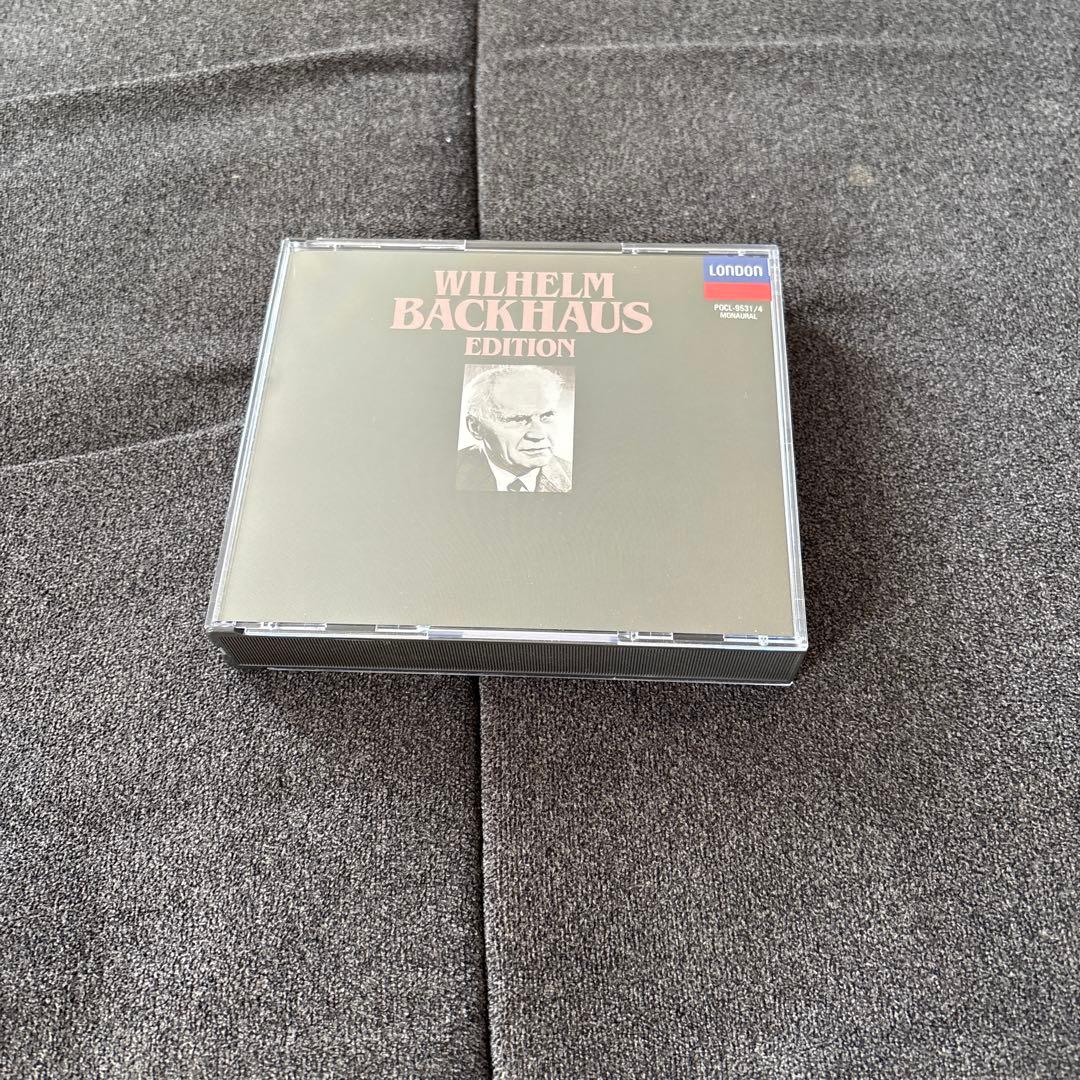 WILHELM
BACKHAUS
EDITION
LONDON
POCL-9531/4
MONAURAL